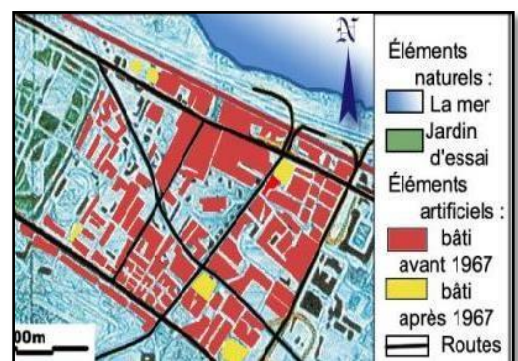 N
Éléments
naturels :
La mer
Jardin
d'essai
Éléments
artificiels :
bâti
avant 1967
bâti
après 1967
Routes
00m